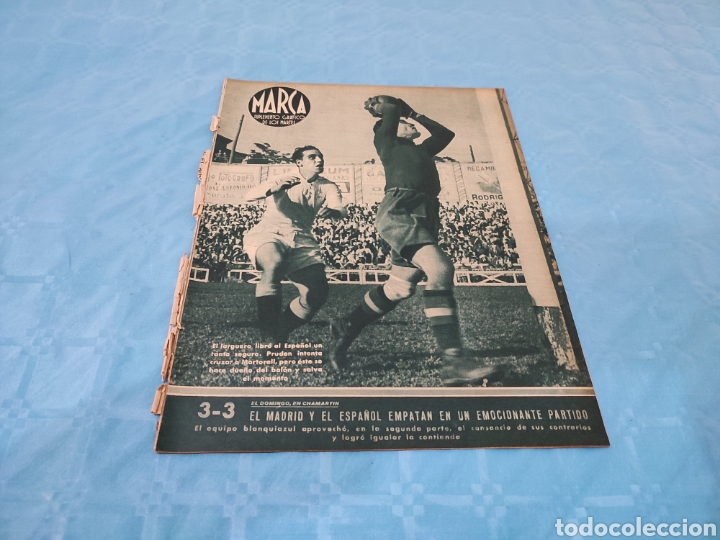 MARCA
SUPLEMENTO GRAFICO
DE LOS MARTES
RECAMB
RODRIG
El larguero, libró al Español un
tanto seguro. Pruden intenta
cruzar a Martorell, pero éste se
hace dueño del balón y salva
el momento
3-3
EL DOMINGO, EN CHAMARTIN
EL MADRID Y EL ESPAÑOL EMPATAN EN UN EMOCIONANTE PARTIDO
El equipo blanquiazul aprovechó, en la segunda parte, el cansancio de sus contrarios
y logró igualar la contienda
todocoleccion